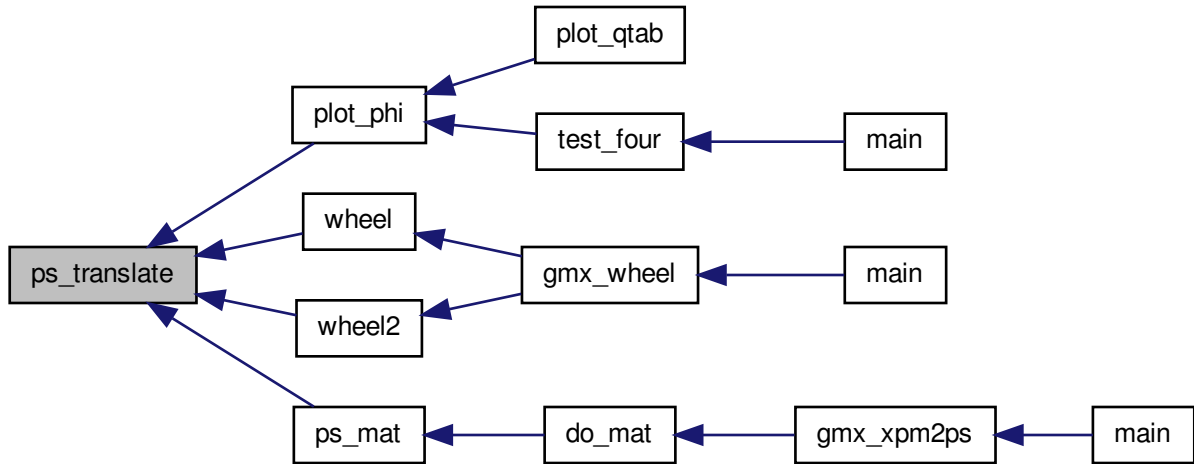 plot_qtab
plot_phi
test_four
main
wheel
ps_translate
gmx_wheel
main
wheel2
ps_mat
do_mat
gmx_xpm2ps
main